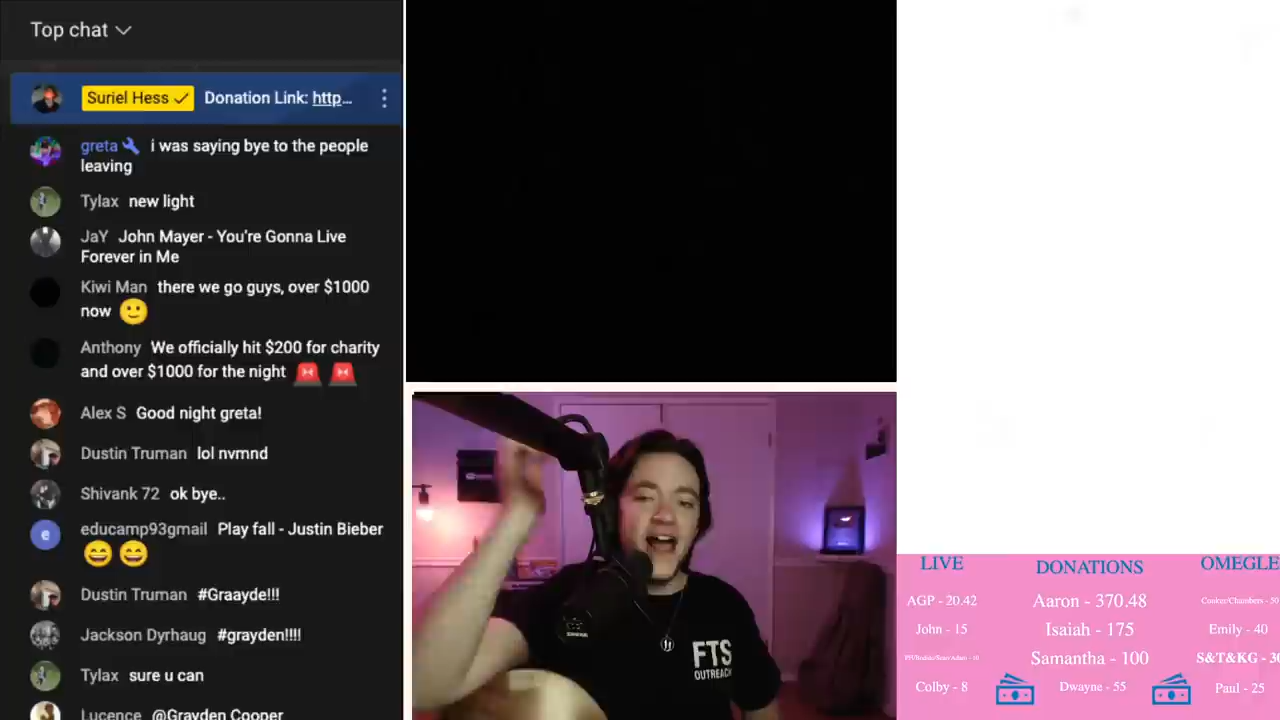 Top chat
Suriel Hess Donation Link: http...
greta i was saying bye to the people
leaving
Tylax new light
JaY John Mayer - You're Gonna Live
Forever in Me
Kiwi Man there we go guys, over $1000
now
Anthony We officially hit $200 for charity
and over $1000 for the night
Alex S Good night greta!
Dustin Truman lol nvmnd
Shivank 72 ok bye..
e educamp93gmail Play fall - Justin Bieber
Dustin Truman #Graayde!!!
Jackson Dyrhaug #grayden!!!!
Tylax sure u can
Lucence @Grayden Cooper
FTS
OUTREACH
LIVE
AGP - 20.42
John - 15
Colby - 8
DONATIONS
Aaron - 370.48
Isaiah - 175
Samantha - 100
Dwayne - 55
OMEGLE
Emily - 40
S&T&KG - 30
Paul - 25